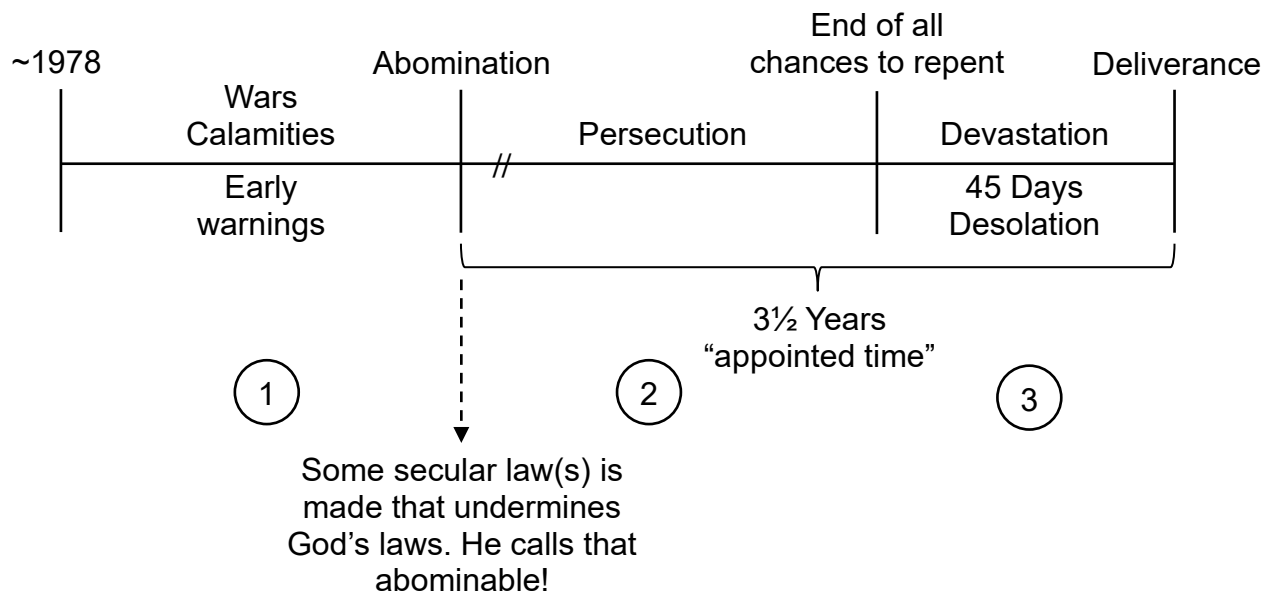 ~1978
Abomination
End of all
chances to repent
Deliverance
Wars
Calamities
Persecution
Devastation
Early
warnings
//
45 Days
Desolation
3½ Years
“appointed time”
1
2
3
Some secular law(s) is
made that undermines
God’s laws. He calls that
abominable!